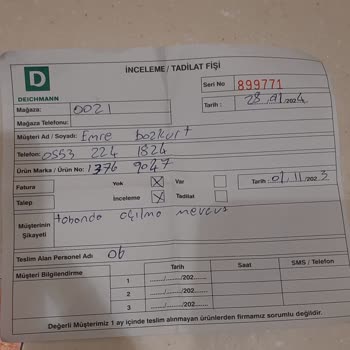 İNCELEME / TADİLAT FİŞİ
D
DEICHMANN
Seri No 899771
Mağaza: 0021
Tarih : 28.01.2024
Mağaza Telefonu:
Müşteri Ad / Soyadı: Emre bozkurt
Telefon: 0553 224 1824
Ürün Marka / Ürün No: 1376 9047
Fatura Yok X Var Tarih 01.11.2023
Talep İnceleme X Tadilat
Müşterinin Şikayeti tabanda açılma mevcut
Teslim Alan Personel Adı Ob
Müşteri Bilgilendirme Tarih Saat SMS / Telefon
1 ....../....../202......
2 ....../....../202......
3 ....../....../202......
Değerli Müşterimiz 1 ay içinde teslim alınmayan ürünlerden firmamız sorumlu değildir.